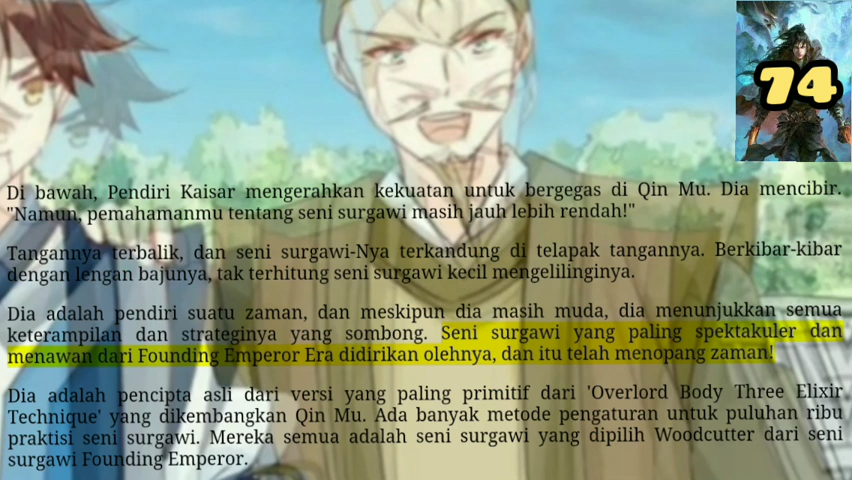 74
Di bawah, Pendiri Kaisar mengerahkan kekuatan untuk bergegas di Qin Mu. Dia mencibir.
"Namun, pemahamanmu tentang seni surgawi masih jauh lebih rendah!"
Tangannya terbalik, dan seni surgawi-Nya terkandung di telapak tangannya. Berkibar-kibar
dengan lengan bajunya, tak terhitung seni surgawi kecil mengelilinginya.
Dia adalah pendiri suatu zaman, dan meskipun dia masih muda, dia menunjukkan semua
keterampilan dan strateginya yang sombong. Seni surgawi yang paling spektakuler dan
menawan dari Founding Emperor Era didirikan olehnya, dan itu telah menopang zaman!
Dia adalah pencipta asli dari versi yang paling primitif dari 'Overlord Body Three Elixir
Technique' yang dikembangkan Qin Mu. Ada banyak metode pengaturan untuk puluhan ribu
praktisi seni surgawi. Mereka semua adalah seni surgawi yang dipilih Woodcutter dari seni
surgawi Founding Emperor.